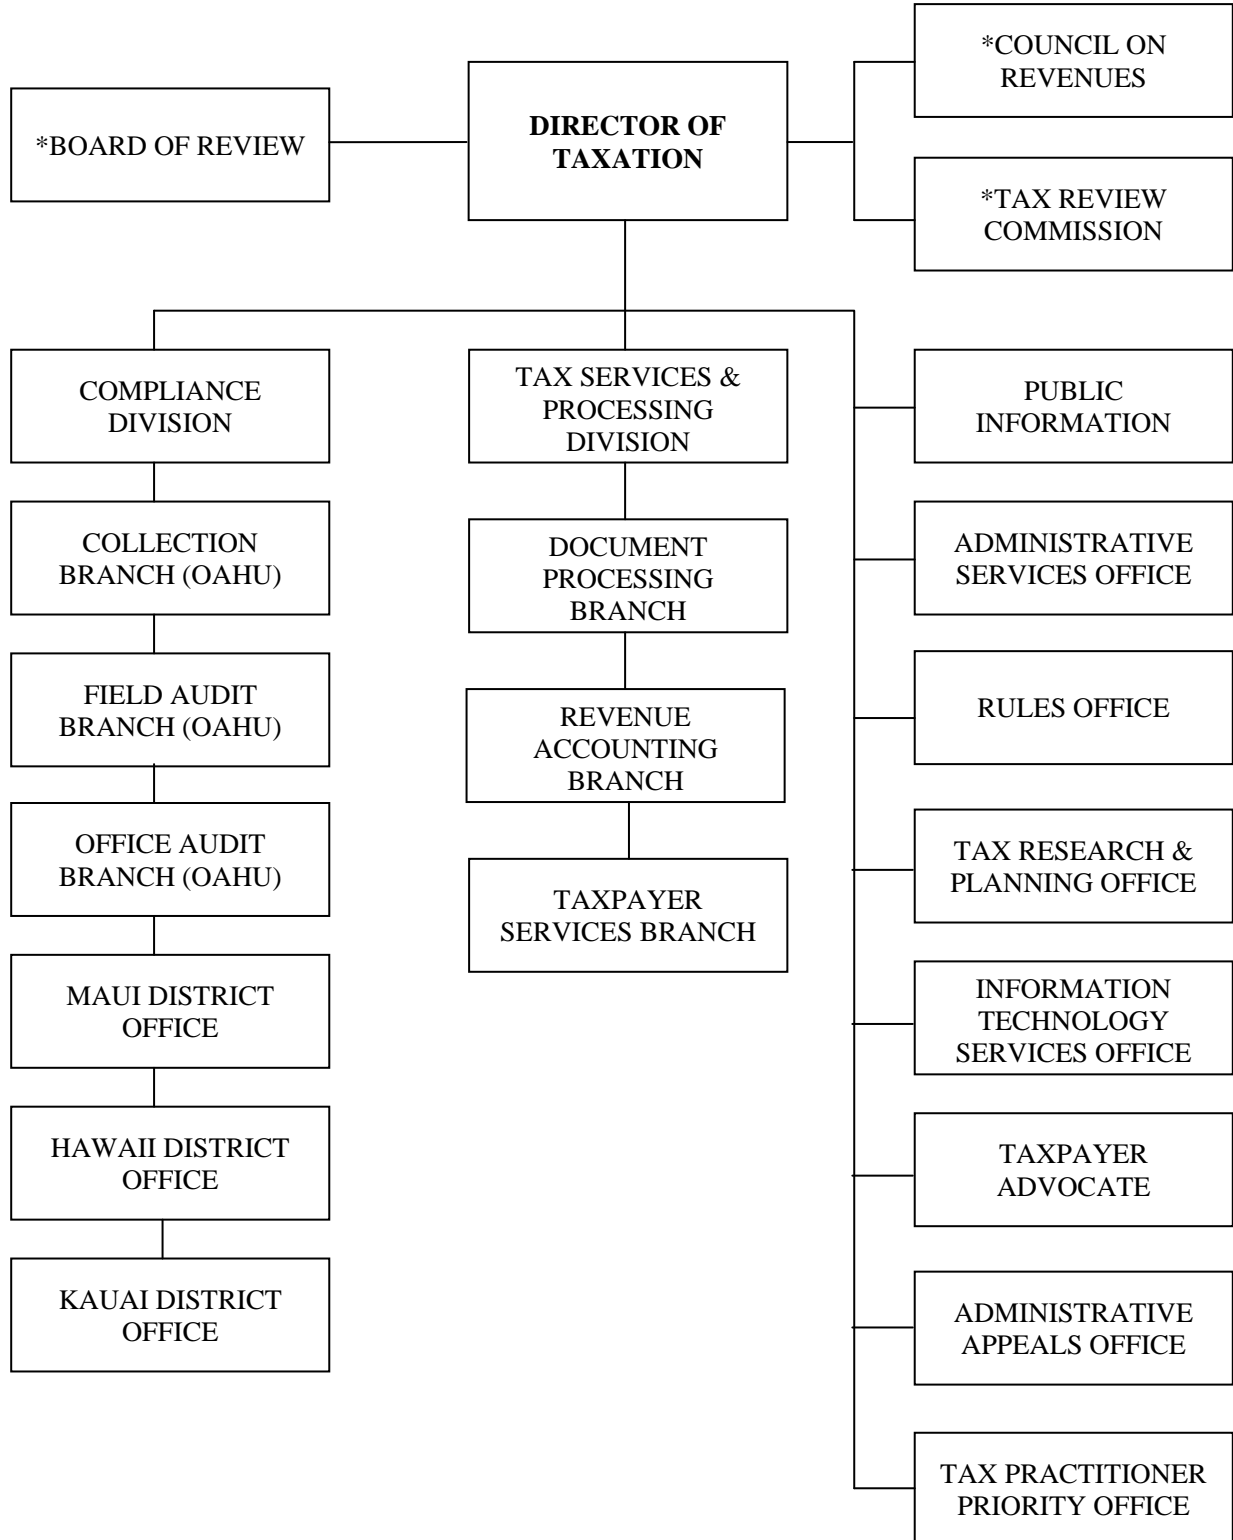 *COUNCIL ON
REVENUES
*BOARD OF REVIEW
DIRECTOR OF
TAXATION
*TAX REVIEW
COMMISSION
COMPLIANCE
DIVISION
COLLECTION
BRANCH (OAHU)
FIELD AUDIT
BRANCH (OAHU)
OFFICE AUDIT
BRANCH (OAHU)
MAUI DISTRICT
OFFICE
HAWAII DISTRICT
OFFICE
KAUAI DISTRICT
OFFICE
TAX SERVICES &
PROCESSING
DIVISION
DOCUMENT
PROCESSING
BRANCH
REVENUE
ACCOUNTING
BRANCH
TAXPAYER
SERVICES BRANCH
PUBLIC
INFORMATION
ADMINISTRATIVE
SERVICES OFFICE
RULES OFFICE
TAX RESEARCH &
PLANNING OFFICE
INFORMATION
TECHNOLOGY
SERVICES OFFICE
TAXPAYER
ADVOCATE
ADMINISTRATIVE
APPEALS OFFICE
TAX PRACTITIONER
PRIORITY OFFICE